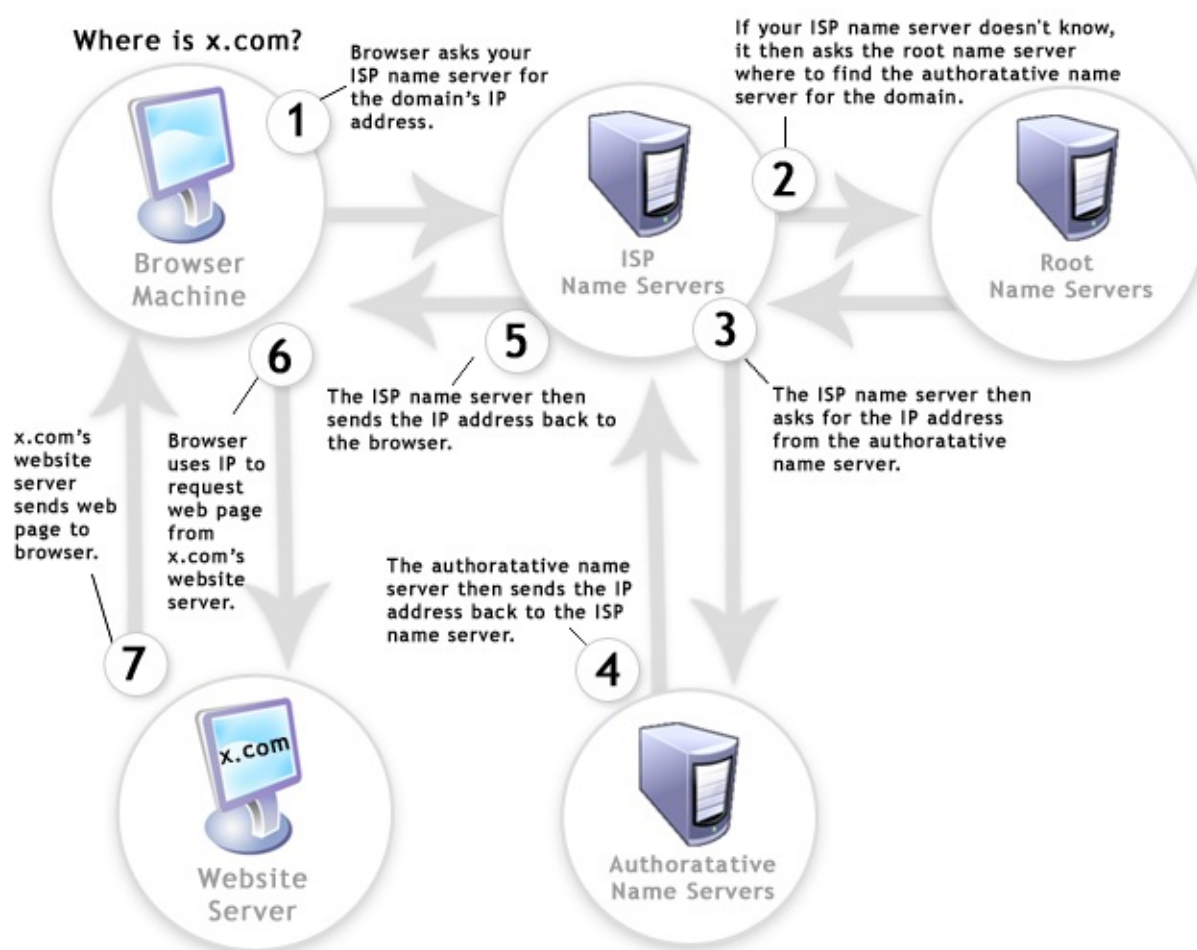 Where is x.com?
1
Browser asks your
ISP name server for
the domain's IP
address.
If your ISP name server doesn't know,
it then asks the root name server
where to find the authoratative name
server for the domain.
2
Browser
Machine
ISP
Name Servers
Root
Name Servers
3
The ISP name server then
asks for the IP address
from the authoratative
name server.
4
The authoratative name
server then sends the IP
address back to the ISP
name server.
5
The ISP name server then
sends the IP address back to
the browser.
6
Browser
uses IP to
request
web page
from
x.com's
website
server.
7
x.com's
website
server
sends web
page to
browser.
x.com
Website
Server
Authoratative
Name Servers